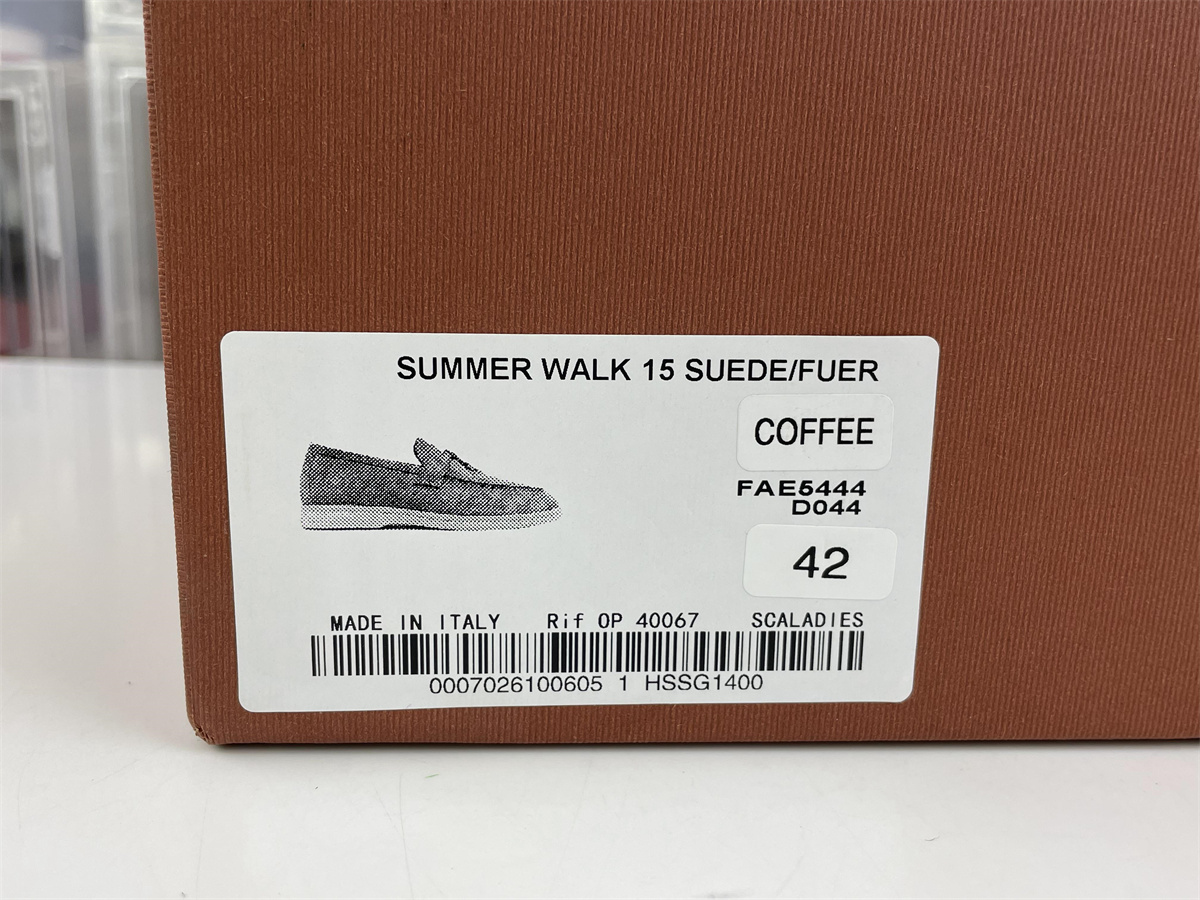 SUMMER WALK 15 SUEDE/FUER
COFFEE
FAE5444
D044
42
MADE IN ITALY Rif OP 40067 SCALADIES
0007026100605 1 HSSG1400